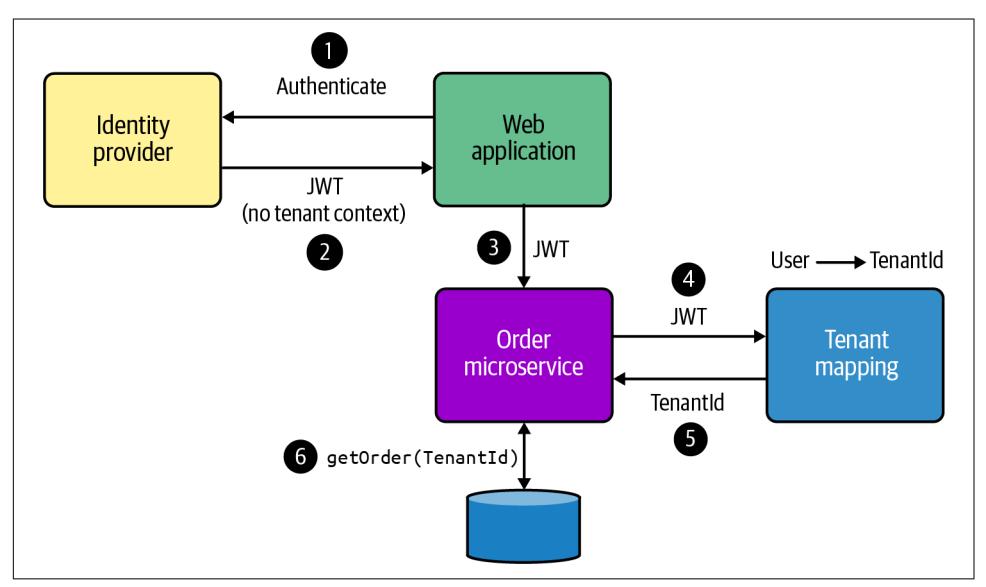 1
Authenticate
Identity
provider
Web
application
JWT
(no tenant context)
2
3
JWT
User
TenantId
4
JWT
Order
microservice
Tenant
mapping
TenantId
5
6
getOrder(TenantId)